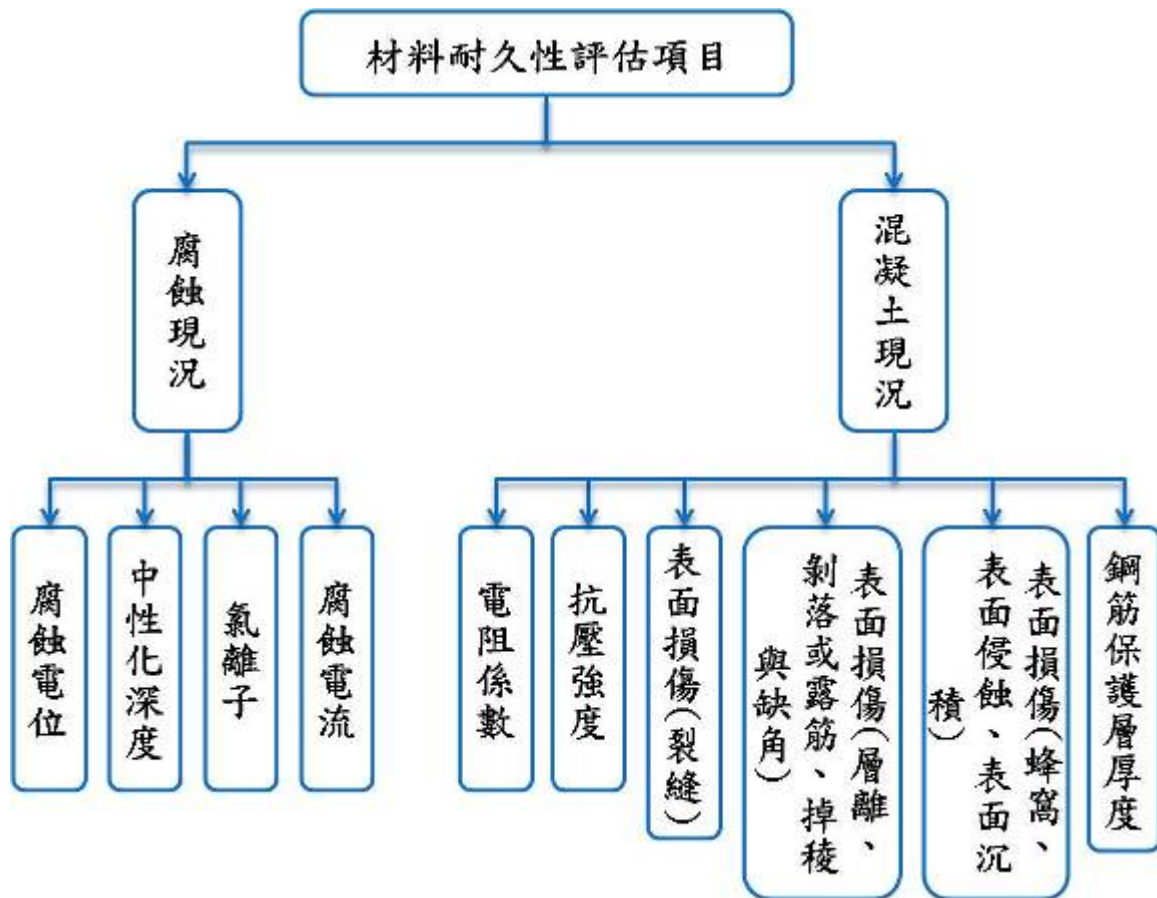 材料耐久性評估項目
腐蝕現況
混凝土現況
腐蝕電位
中性化深度
氯離子
腐蝕電流
電阻係數
抗壓強度
表面損傷(裂縫)
表面損傷(層離、
剝落或露筋、掉稜
與缺角)
表面損傷(蜂窩、
表面侵蝕、表面沉
積)
鋼筋保護層厚度